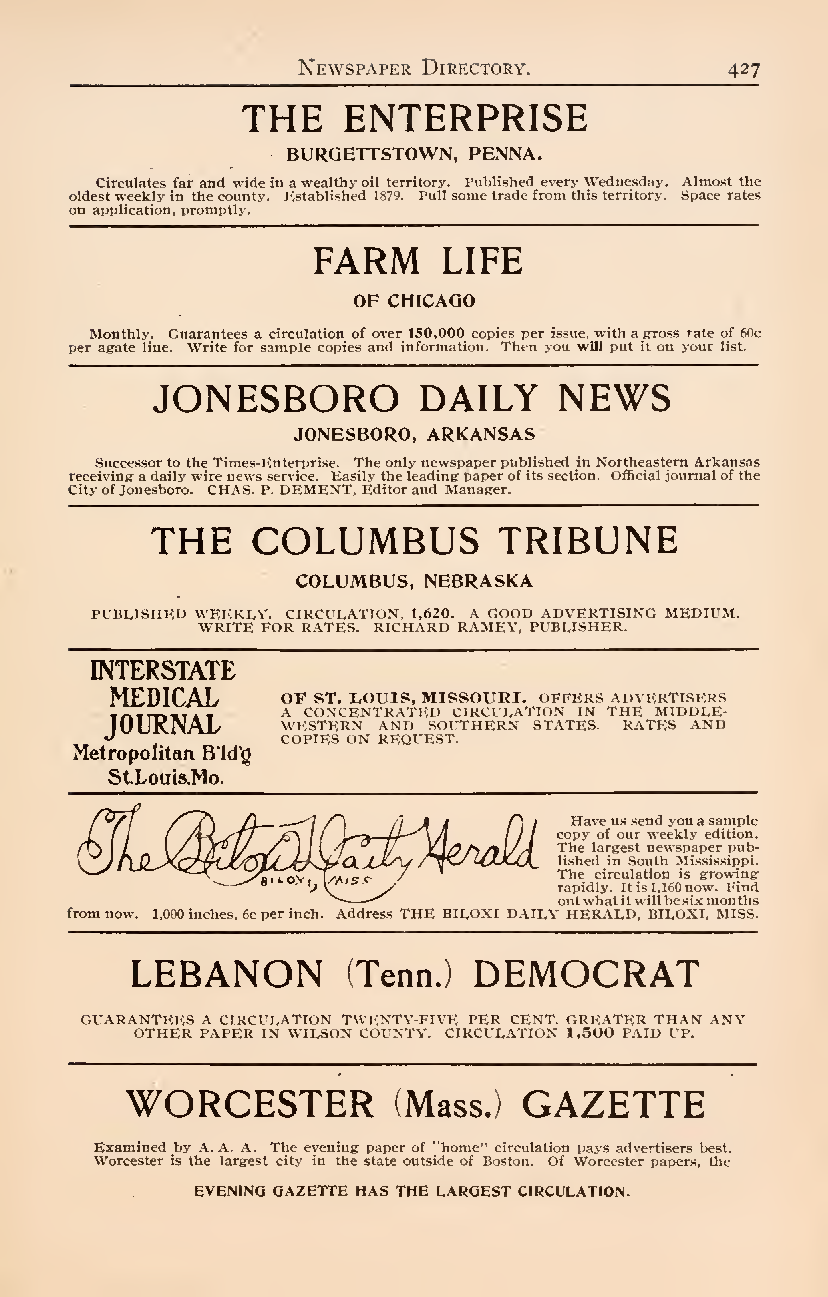 NEWSPAPER DIRECTORY. 427
THE ENTERPRISE
BURGETTSTOWN, PENNA.
Circulates far and wide in a wealthy oil territory. Published every Wednesday. Almost the
oldest weekly in the county. Established 1879. Pull some trade from this territory. Space rates
on application, promptly.
FARM LIFE
OF CHICAGO
Monthly. Guarantees a circulation of over 150,000 copies per issue, with a gross rate of 60c
per agate line. Write for sample copies and information. Then you will put it on your list.
JONESBORO DAILY NEWS
JONESBORO, ARKANSAS
Successor to the Times-Enterprise. The only newspaper published in Northeastern Arkansas
receiving a daily wire news service. Easily the leading paper of its section. Official journal of the
City of Jonesboro. CHAS. P. DEMENT, Editor and Manager.
THE COLUMBUS TRIBUNE
COLUMBUS, NEBRASKA
PUBLISHED WEEKLY. CIRCULATION, 1,620. A GOOD ADVERTISING MEDIUM.
WRITE FOR RATES. RICHARD RAMEY, PUBLISHER.
INTERSTATE
MEDICAL
JOURNAL
Metropolitan B'ld'g
St.Louis.Mo.
OF ST. LOUIS, MISSOURI. OFFERS ADVERTISERS
A CONCENTRATED CIRCULATION IN THE MIDDLE-
WESTERN AND SOUTHERN STATES. RATES AND
COPIES ON REQUEST.
The Biloxi Daily Herald
BILOXI, MISS
Have us send you a sample
copy of our weekly edition.
The largest newspaper pub-
lished in South Mississippi.
The circulation is growing
rapidly. It is 1,160 now. Find
out what it will be six months
from now. 1,000 inches, 6c per inch. Address THE BILOXI DAILY HERALD, BILOXI, MISS.
LEBANON (Tenn.) DEMOCRAT
GUARANTEES A CIRCULATION TWENTY-FIVE PER CENT. GREATER THAN ANY
OTHER PAPER IN WILSON COUNTY. CIRCULATION 1,500 PAID UP.
WORCESTER (Mass.) GAZETTE
Examined by A. A. A. The evening paper of "home" circulation pays advertisers best.
Worcester is the largest city in the state outside of Boston. Of Worcester papers, the
EVENING GAZETTE HAS THE LARGEST CIRCULATION.